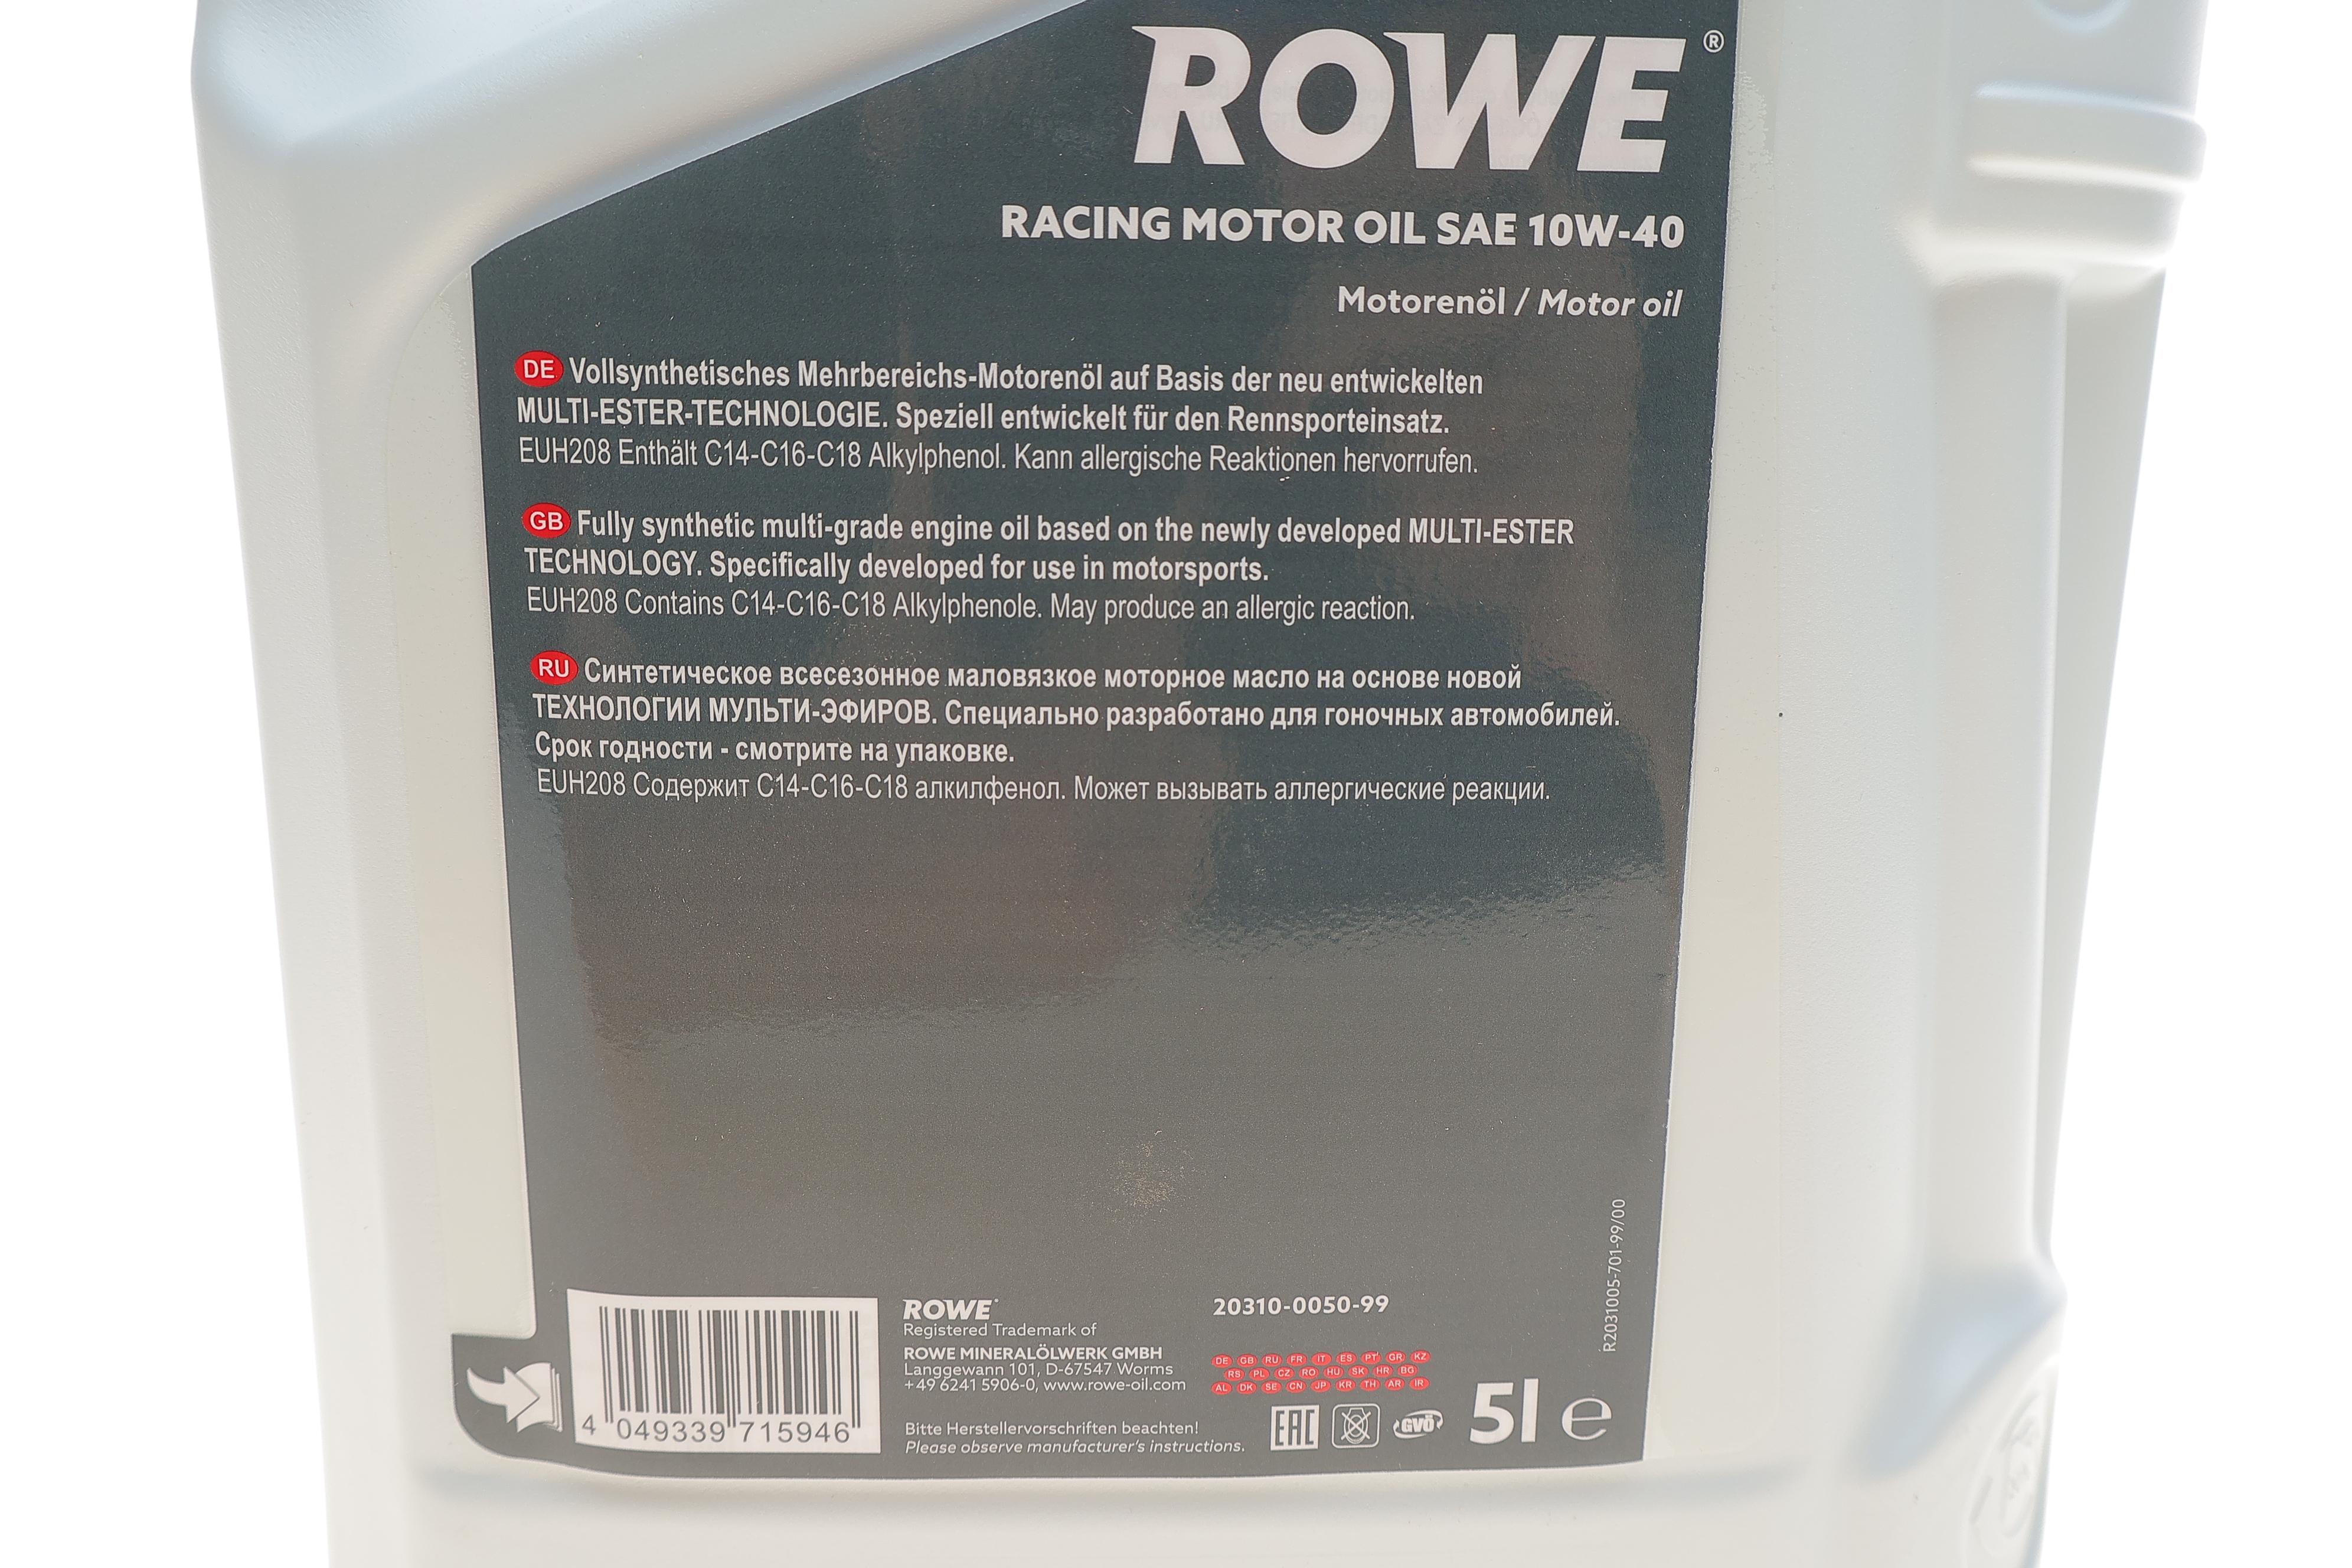 ROWE®
RACING MOTOR OIL SAE 10W-40
Motorenöl / Motor oil
DE Vollsynthetisches Mehrbereichs-Motorenöl auf Basis der neu entwickelten
MULTI-ESTER-TECHNOLOGIE. Speziell entwickelt für den Rennsporteinsatz.
EUH208 Enthält C14-C16-C18 Alkylphenol. Kann allergische Reaktionen hervorrufen.
GB Fully synthetic multi-grade engine oil based on the newly developed MULTI-ESTER
TECHNOLOGY. Specifically developed for use in motorsports.
EUH208 Contains C14-C16-C18 Alkylphenole. May produce an allergic reaction.
RU Синтетическое всесезонное маловязкое моторное масло на основе новой
ТЕХНОЛОГИИ МУЛЬТИ-ЭФИРОВ. Специально разработано для гоночных автомобилей.
Срок годности - смотрите на упаковке.
EUH208 Содержит C14-C16-C18 алкилфенол. Может вызывать аллергические реакции.
R2031005-701-99/00
4 049339 715946
ROWE
Registered Trademark of
ROWE MINERALÖLWERK GMBH
Langgewann 101, D-67547 Worms
+49 6241 5906-0, www.rowe-oil.com
Bitte Herstellervorschriften beachten!
Please observe manufacturer's instructions.
20310-0050-99
DE GB RU FR IT ES PT GR KZ
RS PL CZ RO HU SK HR BG
AL DK SE CN JP KR TH AR IR
EAC GVÖ 5l e